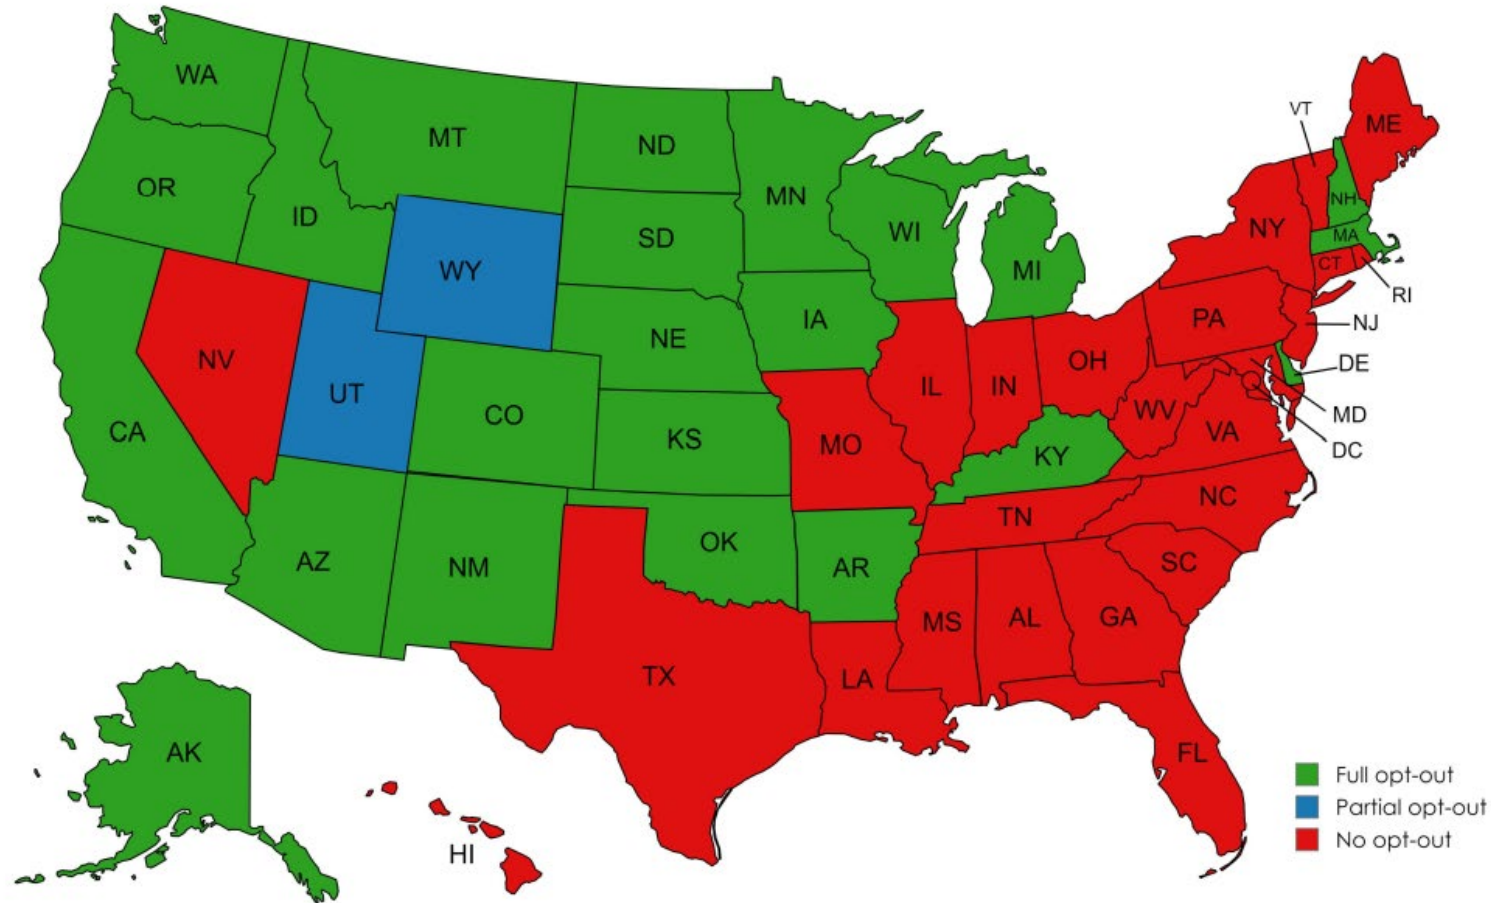 WA
MT
ND
MN
OR
ID
WY
SD
WI
MI
VT
ME
NH
NY
MA
CT
RI
NV
UT
CO
NE
IA
IL
IN
OH
PA
NJ
DE
MD
DC
CA
KS
MO
KY
WV
VA
AZ
NM
OK
AR
TN
NC
SC
TX
LA
MS
AL
GA
FL
AK
HI
Full opt-out
Partial opt-out
No opt-out